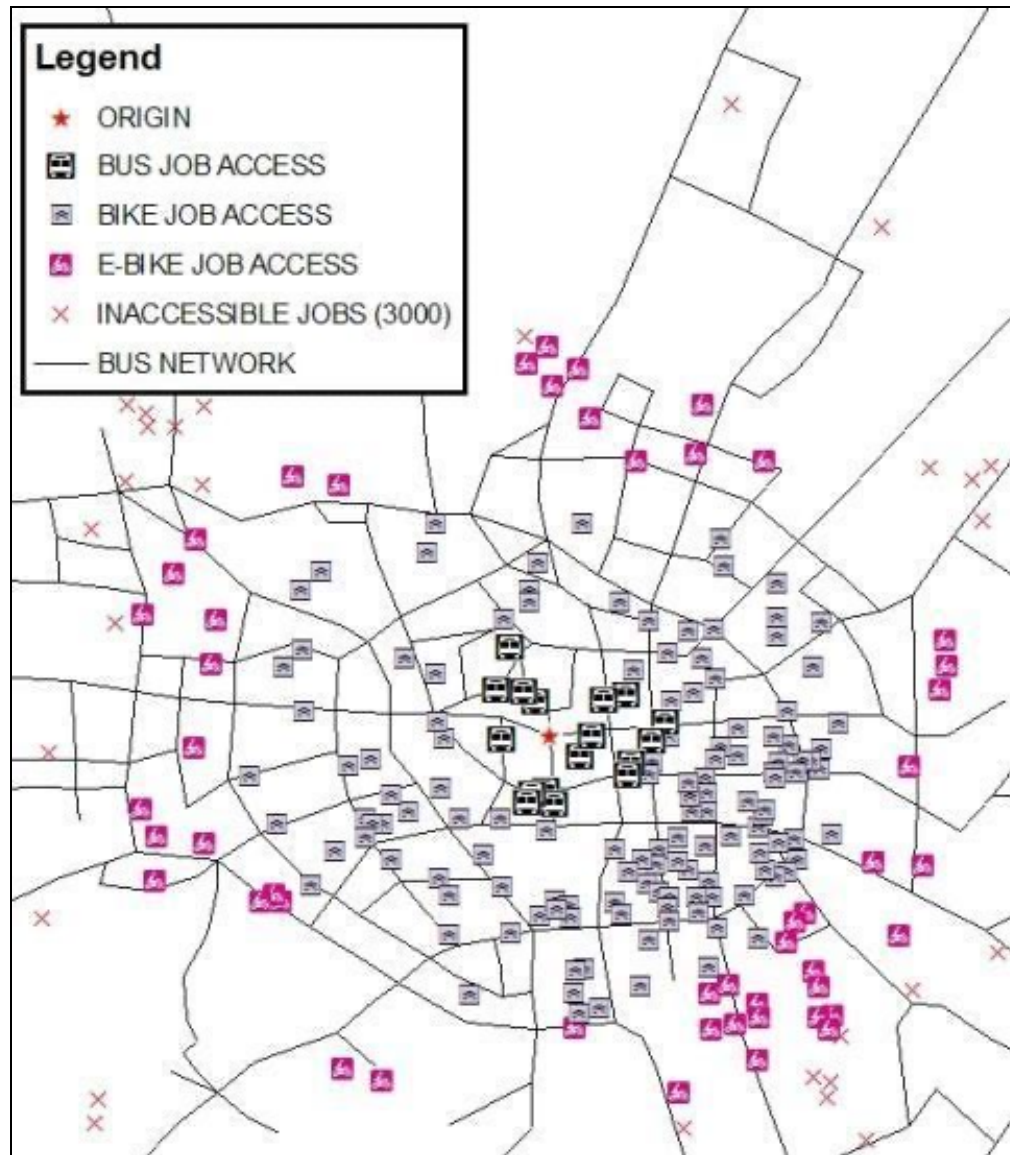 Legend
ORIGIN
BUS JOB ACCESS
BIKE JOB ACCESS
E-BIKE JOB ACCESS
INACCESSIBLE JOBS (3000)
BUS NETWORK